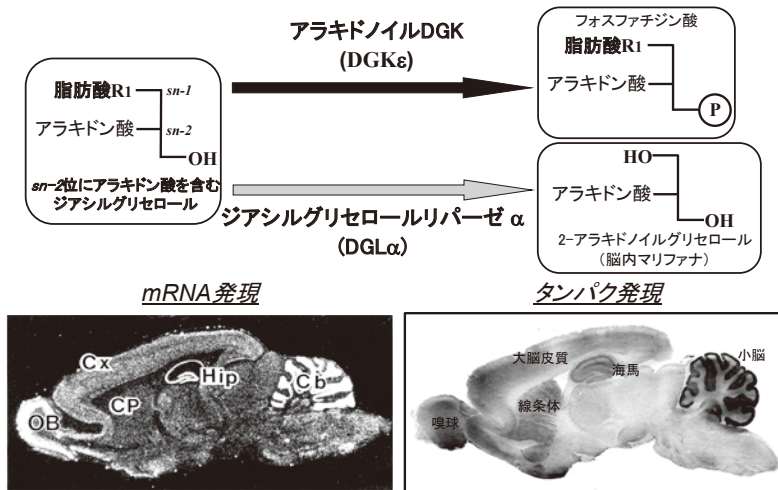 アラキドノイルDGK
(DGKε)
脂肪酸R1
sn-1
アラキドン酸
sn-2
OH
sn-2位にアラキドン酸を含む
ジアシルグリセロール
フォスファチジン酸
脂肪酸R1
アラキドン酸
P
ジアシルグリセロールリパーゼ α
(DGLα)
HO
アラキドン酸
OH
2-アラキドノイルグリセロール
(脳内マリファナ)
mRNA発現
Cx
Hip
Cb
CP
OB
タンパク発現
大脳皮質
海馬
小脳
線条体
嗅球